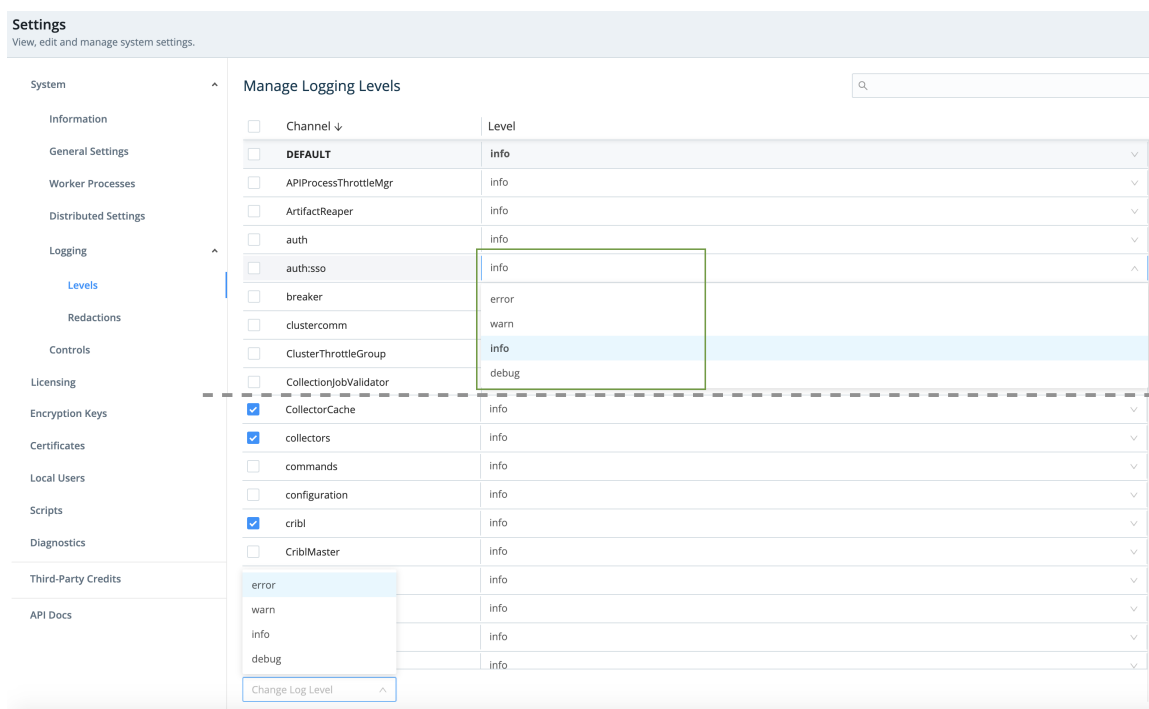 Settings
View, edit and manage system settings.
System
Information
General Settings
Worker Processes
Distributed Settings
Logging
Levels
Redactions
Controls
Licensing
Encryption Keys
Certificates
Local Users
Scripts
Diagnostics
Third-Party Credits
API Docs
Manage Logging Levels
Channel ↓ Level
DEFAULT info
APIProcessThrottleMgr info
ArtifactReaper info
auth info
auth:sso info
breaker
clustercomm
ClusterThrottleGroup
CollectionJobValidator
error
warn
info
debug
CollectorCache info
collectors info
commands info
configuration info
cribl info
CriblMaster info
info
info
info
info
error
warn
info
debug
Change Log Level